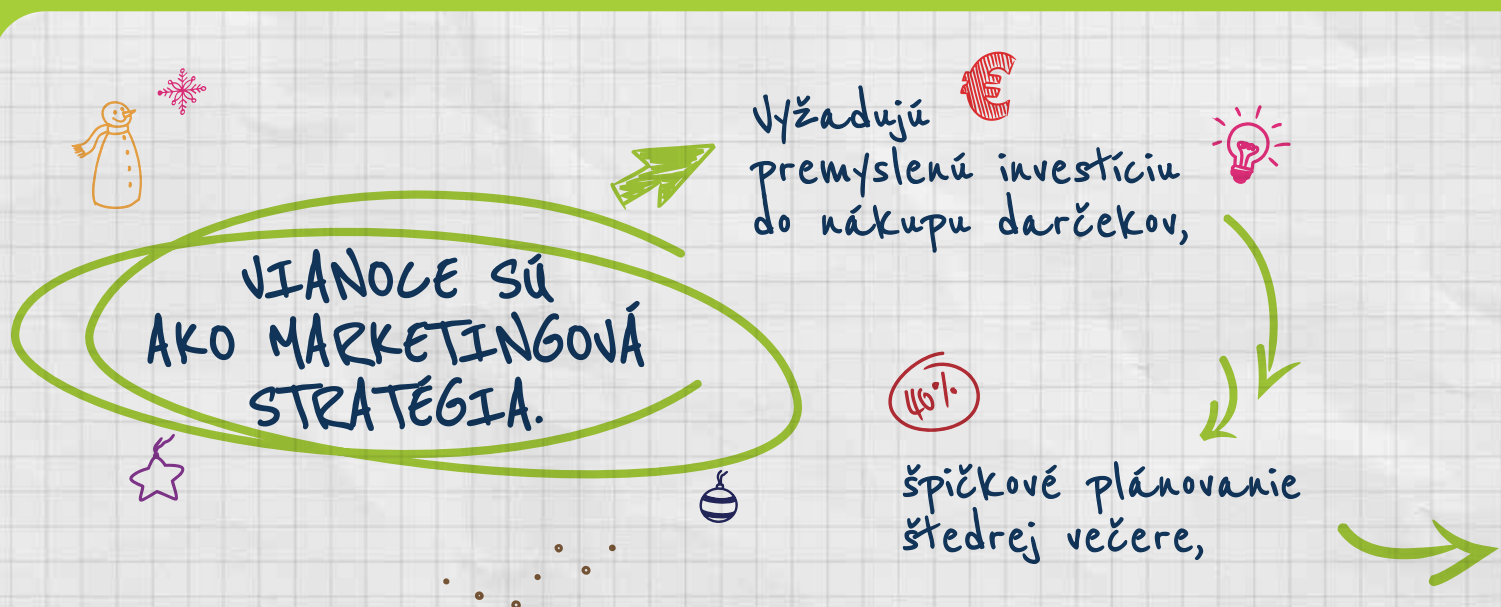 VIANOCE SÚ
AKO MARKETINGOVÁ
STRATÉGIA.
Vyžadujú €
premyslenú investíciu
do nákupu darčekov,
40%
špičkové plánovanie
štedrej večere,